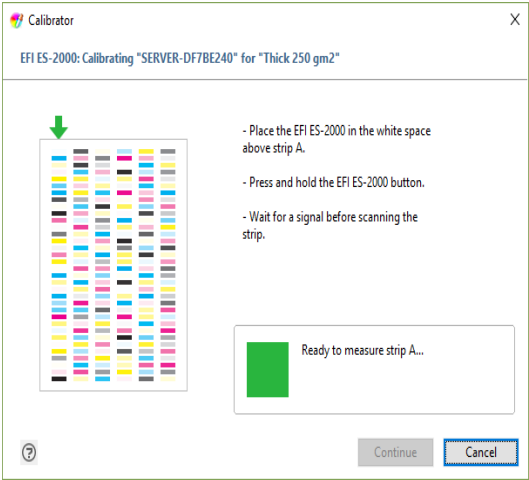 Calibrator
EFI ES-2000: Calibrating "SERVER-DF7BE240" for "Thick 250 gm2"
- Place the EFI ES-2000 in the white space
above strip A.
- Press and hold the EFI ES-2000 button.
- Wait for a signal before scanning the
strip.
Ready to measure strip A...
?
Continue
Cancel